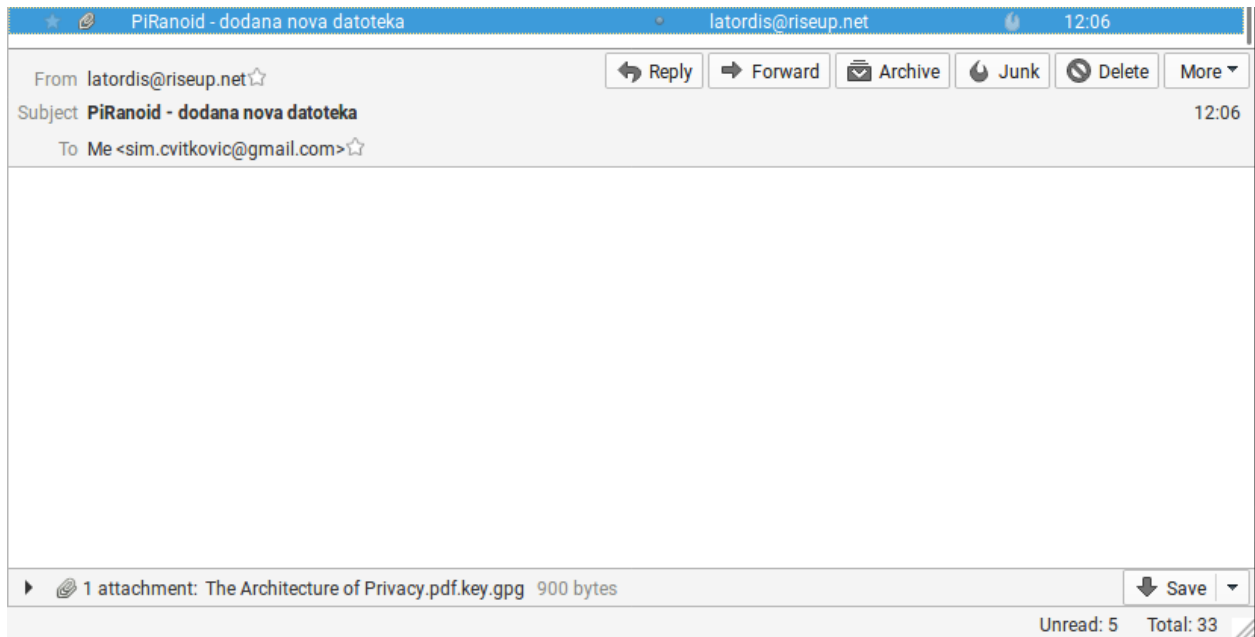 PiRanoid - dodana nova datoteka latordis@riseup.net 12:06
From latordis@riseup.net Reply Forward Archive Junk Delete More
Subject PiRanoid - dodana nova datoteka 12:06
To Me <sim.cvitkovic@gmail.com>
1 attachment: The Architecture of Privacy.pdf.key.gpg 900 bytes Save
Unread: 5 Total: 33